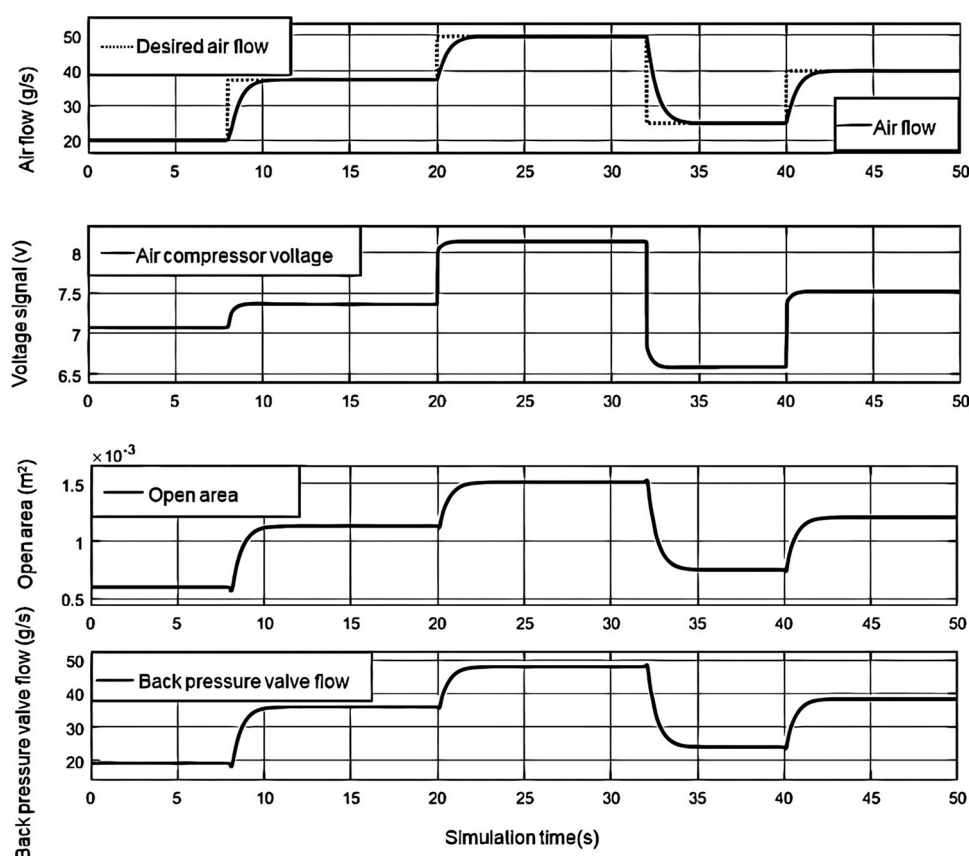 Air flow (g/s)
50
40
30
20
Desired air flow
Air flow
0 5 10 15 20 25 30 35 40 45 50
Voltage signal (v)
8
7.5
7
6.5
Air compressor voltage
0 5 10 15 20 25 30 35 40 45 50
Open area (m²)
×10⁻³
1.5
1
0.5
Open area
0 5 10 15 20 25 30 35 40 45 50
Back pressure valve flow (g/s)
50
40
30
20
Back pressure valve flow
0 5 10 15 20 25 30 35 40 45 50
Simulation time(s)